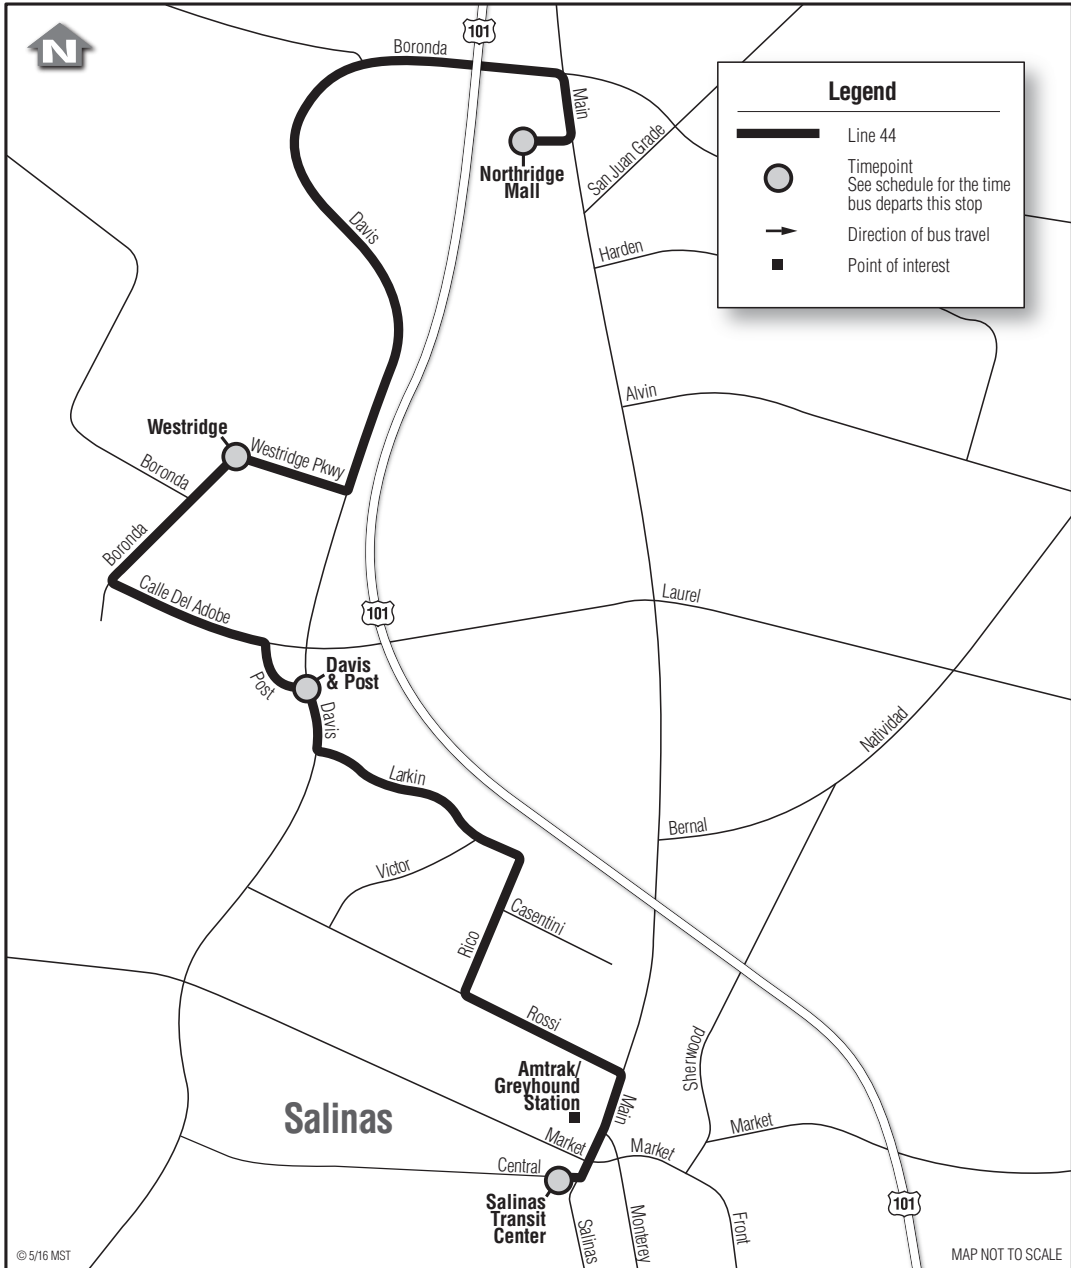 N
101
Boronda
Main
Northridge
Mall
San Juan Grade
Legend
Line 44
Timepoint
See schedule for the time
bus departs this stop
Direction of bus travel
Point of interest
Davis
Harden
Alvin
Westridge
Westridge Pkwy
Boronda
Boronda
Calle Del Adobe
101
Laurel
Davis
& Post
Post
Davis
Natividad
Larkin
Bernal
Victor
Casentini
Rico
Rossi
Sherwood
Amtrak/
Greyhound
Station
Main
Salinas
Market
Market
Market
Central
Salinas
Transit
Center
Salinas
Monterey
Front
101
© 5/16 MST
MAP NOT TO SCALE